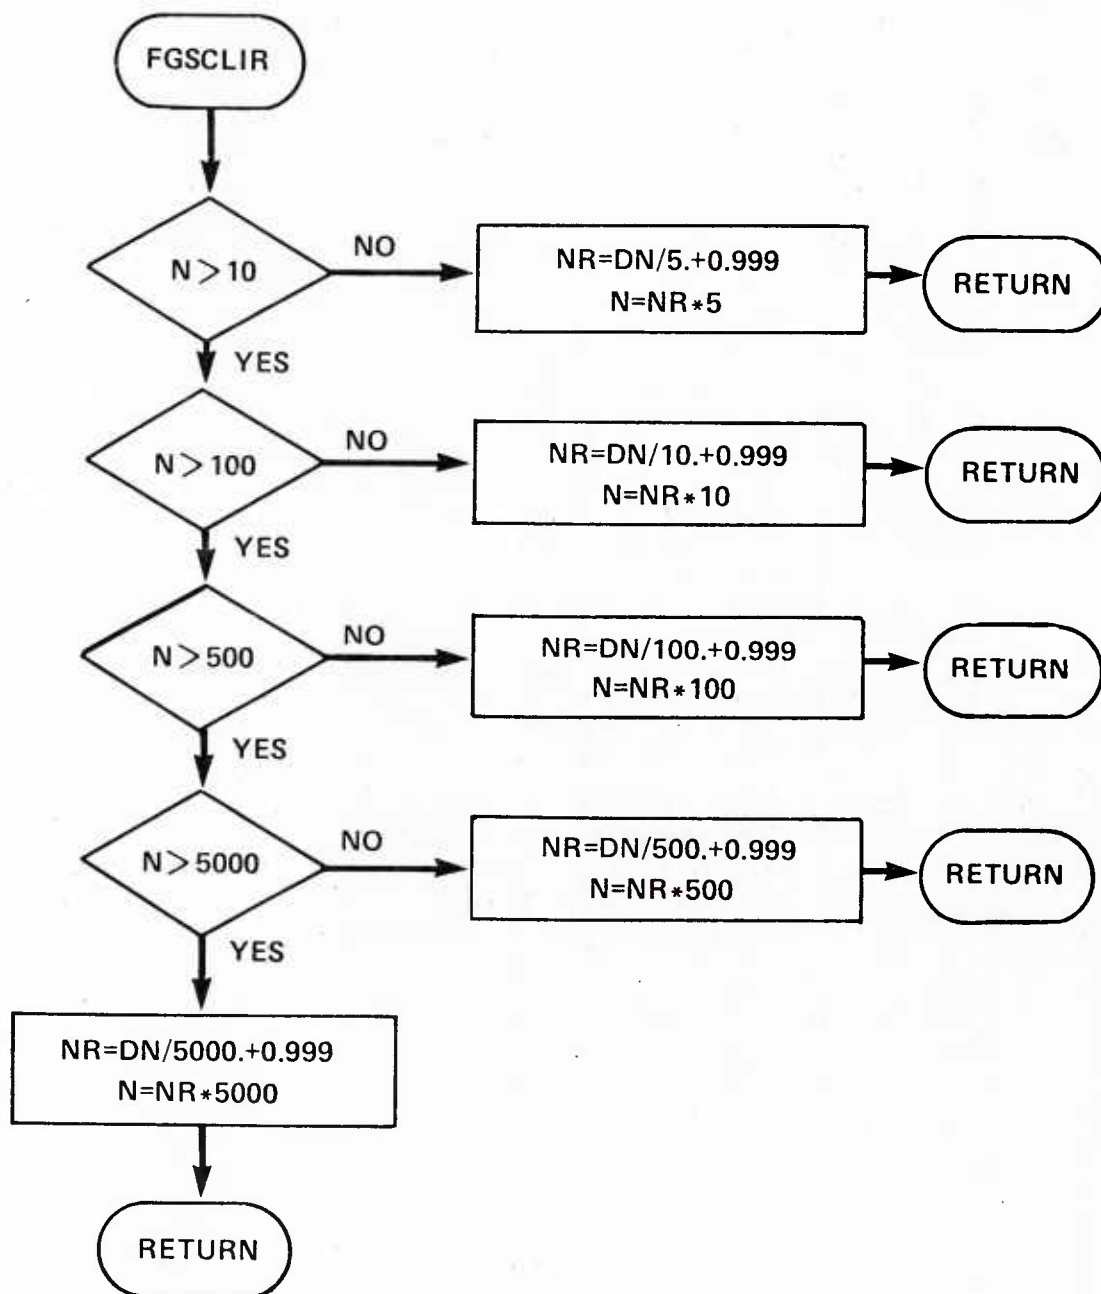 FGSCLIR
N>10
NO
NR=DN/5.+0.999
N=NR*5
RETURN
YES
N>100
NO
NR=DN/10.+0.999
N=NR*10
RETURN
YES
N>500
NO
NR=DN/100.+0.999
N=NR*100
RETURN
YES
N>5000
NO
NR=DN/500.+0.999
N=NR*500
RETURN
YES
NR=DN/5000.+0.999
N=NR*5000
RETURN